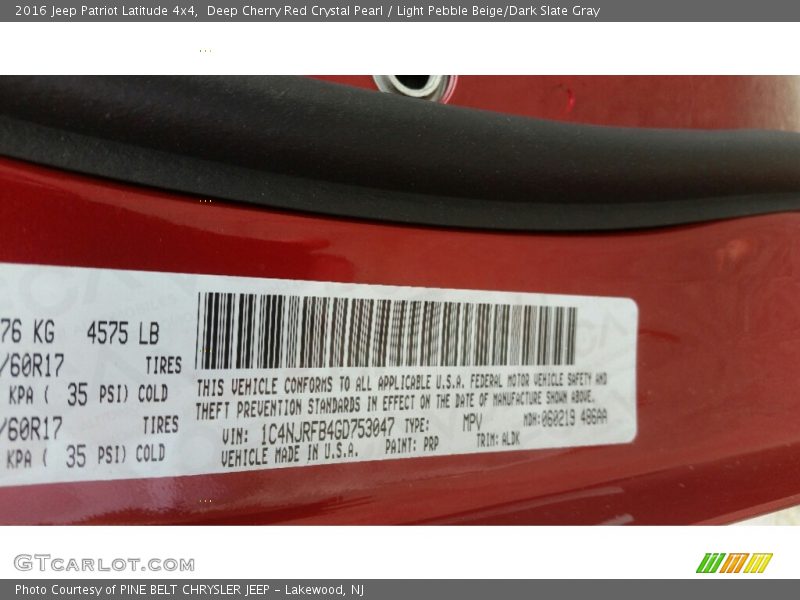 2016 Jeep Patriot Latitude 4x4,  Deep Cherry Red Crystal Pearl / Light Pebble Beige/Dark Slate Gray
76 KG 4575 LB
/60R17 TIRES
KPA ( 35 PSI) COLD
/60R17 TIRES
KPA ( 35 PSI) COLD
THIS VEHICLE CONFORMS TO ALL APPLICABLE U.S.A. FEDERAL MOTOR VEHICLE SAFETY AND
THEFT PREVENTION STANDARDS IN EFFECT ON THE DATE OF MANUFACTURE SHOWN ABOVE.
VIN: 1C4NJRFB4GD753047 TYPE: MPV MDH:060219 486AA
VEHICLE MADE IN U.S.A. PAINT: PRP TRIM: ALDK
GTCARLOT.COM
Photo Courtesy of PINE BELT CHRYSLER JEEP - Lakewood, NJ